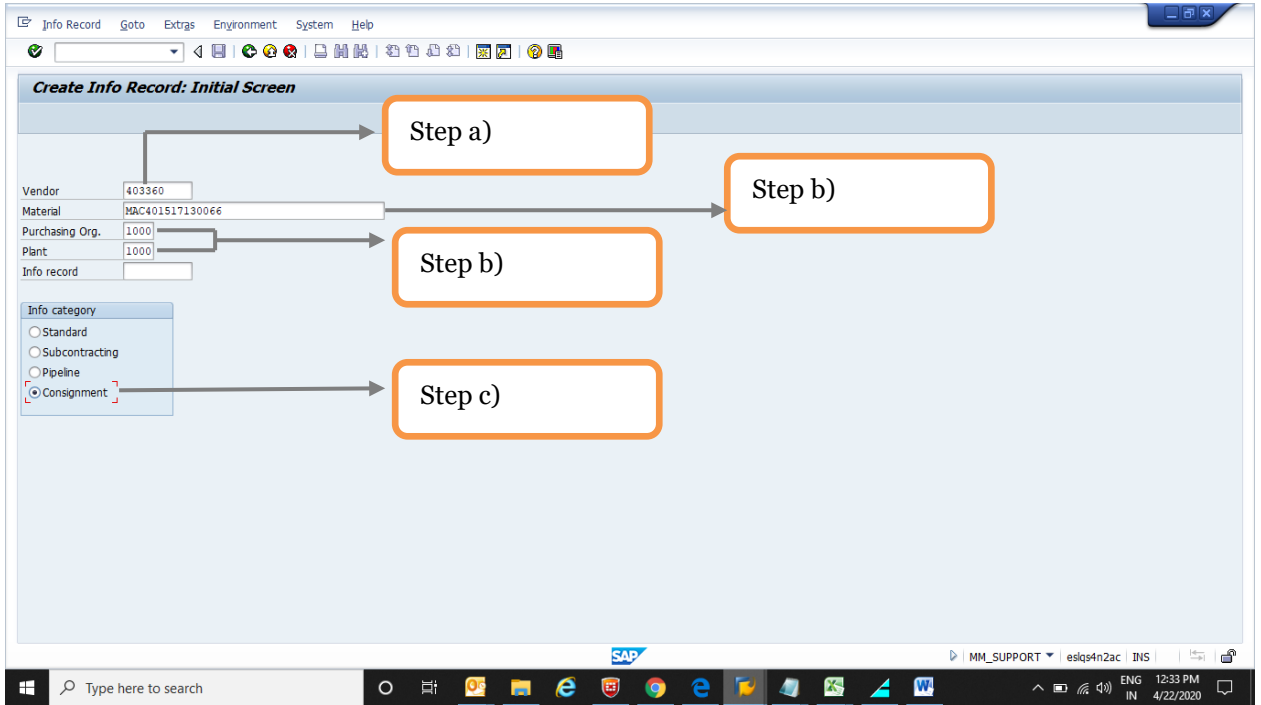 Info Record Goto Extras Environment System Help
Create Info Record: Initial Screen
Step a)
Vendor 403360
Step b)
Material MAC401517130066
Purchasing Org. 1000
Plant 1000
Step b)
Info record
Info category
Standard
Subcontracting
Pipeline
Consignment
Step c)
SAP
MM_SUPPORT eslqs4n2ac INS
Type here to search
ENG 12:33 PM
IN 4/22/2020